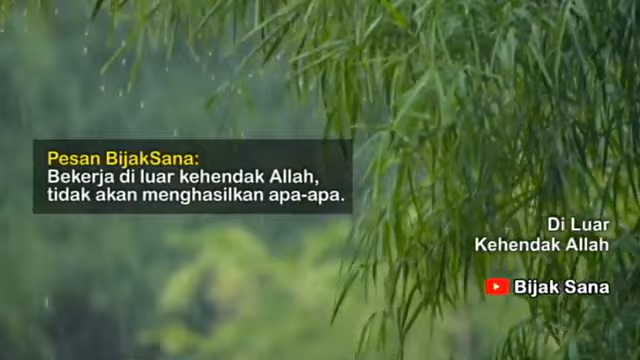 Pesan BijakSana:
Bekerja di luar kehendak Allah,
tidak akan menghasilkan apa-apa.
Di Luar
Kehendak Allah
Bijak Sana